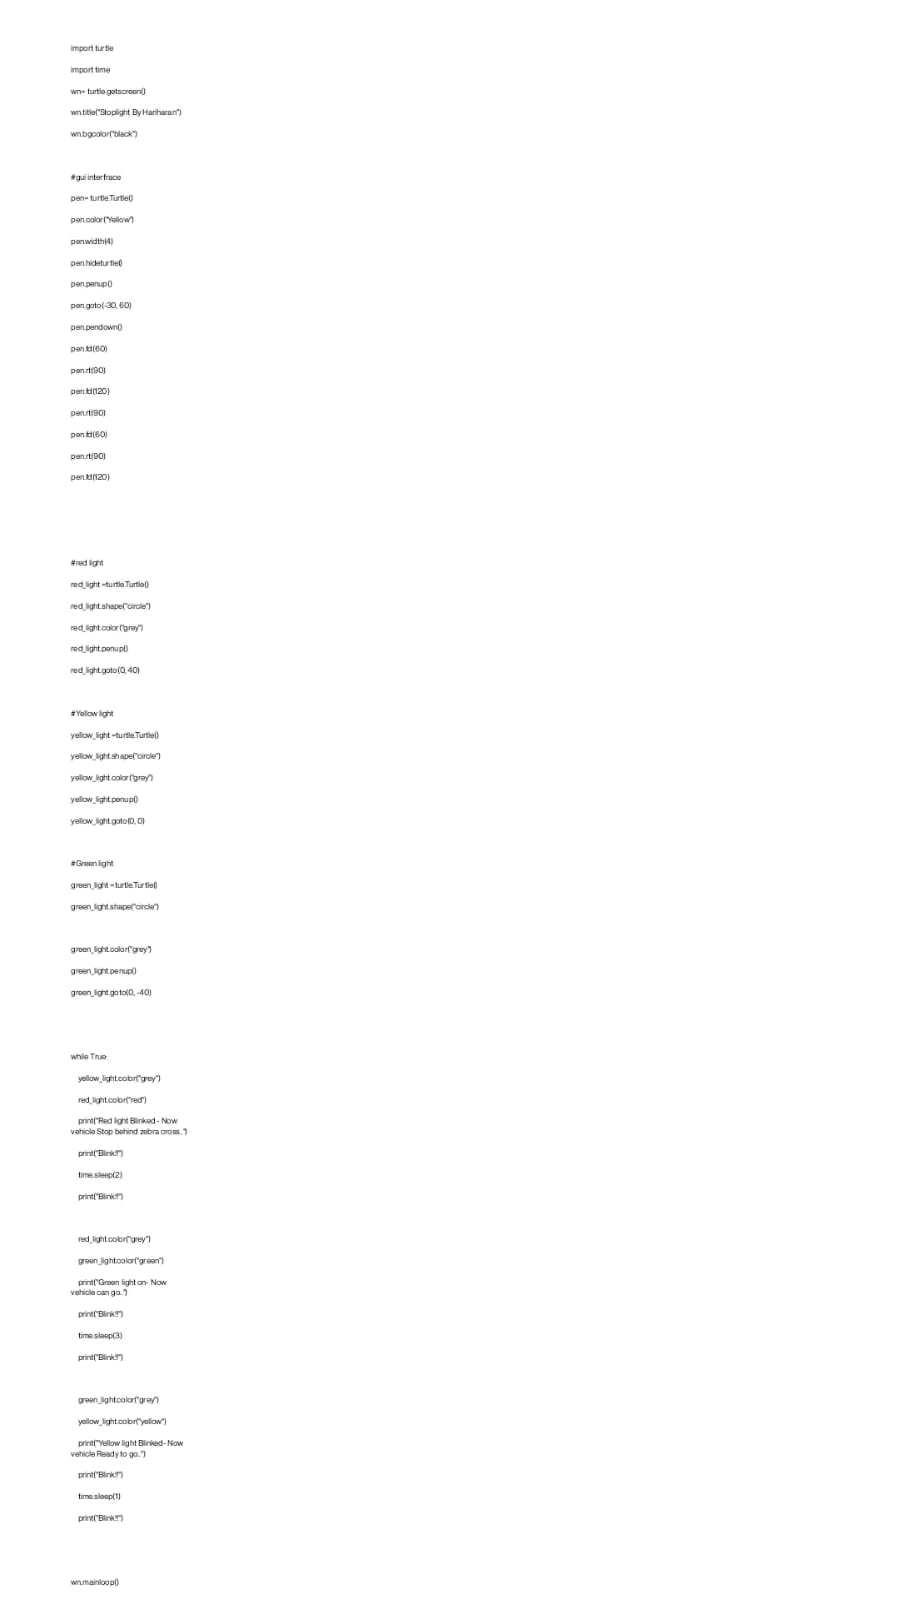 import turtle
import time
wn= turtle.getscreen()
wn.title("Stoplight By Hariharan")
wn.bgcolor("black")
#gui interfrace
pen= turtle.Turtle()
pen.color("Yellow")
pen.width(4)
pen.hideturtle()
pen.penup()
pen.goto(-30, 60)
pen.pendown()
pen.fd(60)
pen.rt(90)
pen.fd(120)
pen.rt(90)
pen.fd(60)
pen.rt(90)
pen.fd(120)
#red light
red_light =turtle.Turtle()
red_light.shape("circle")
red_light.color("grey")
red_light.penup()
red_light.goto(0, 40)
#Yellow light
yellow_light =turtle.Turtle()
yellow_light.shape("circle")
yellow_light.color("grey")
yellow_light.penup()
yellow_light.goto(0, 0)
#Green light
green_light =turtle.Turtle()
green_light.shape("circle")
green_light.color("grey")
green_light.penup()
green_light.goto(0, -40)
while True:
yellow_light.color("grey")
red_light.color("red")
print("Red light Blinked - Now
vehicle Stop behind zebra cross..")
print("Blink!!")
time.sleep(2)
print("Blink!!")
red_light.color("grey")
green_light.color("green")
print("Green light on- Now
vehicle can go..")
print("Blink!!")
time.sleep(3)
print("Blink!!")
green_light.color("grey")
yellow_light.color("yellow")
print("Yellow light Blinked- Now
vehicle Ready to go..")
print("Blink!!")
time.sleep(1)
print("Blink!!")
wn.mainloop()